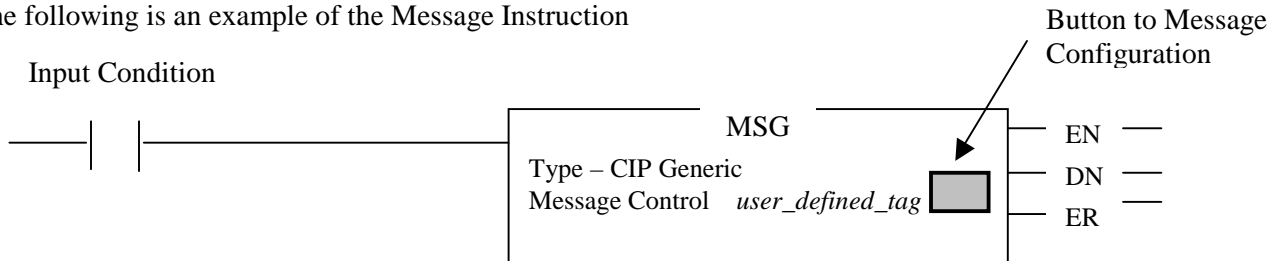 he following is an example of the Message Instruction
Button to Message
Configuration
Input Condition
MSG
EN
Type – CIP Generic
DN
Message Control user_defined_tag
ER